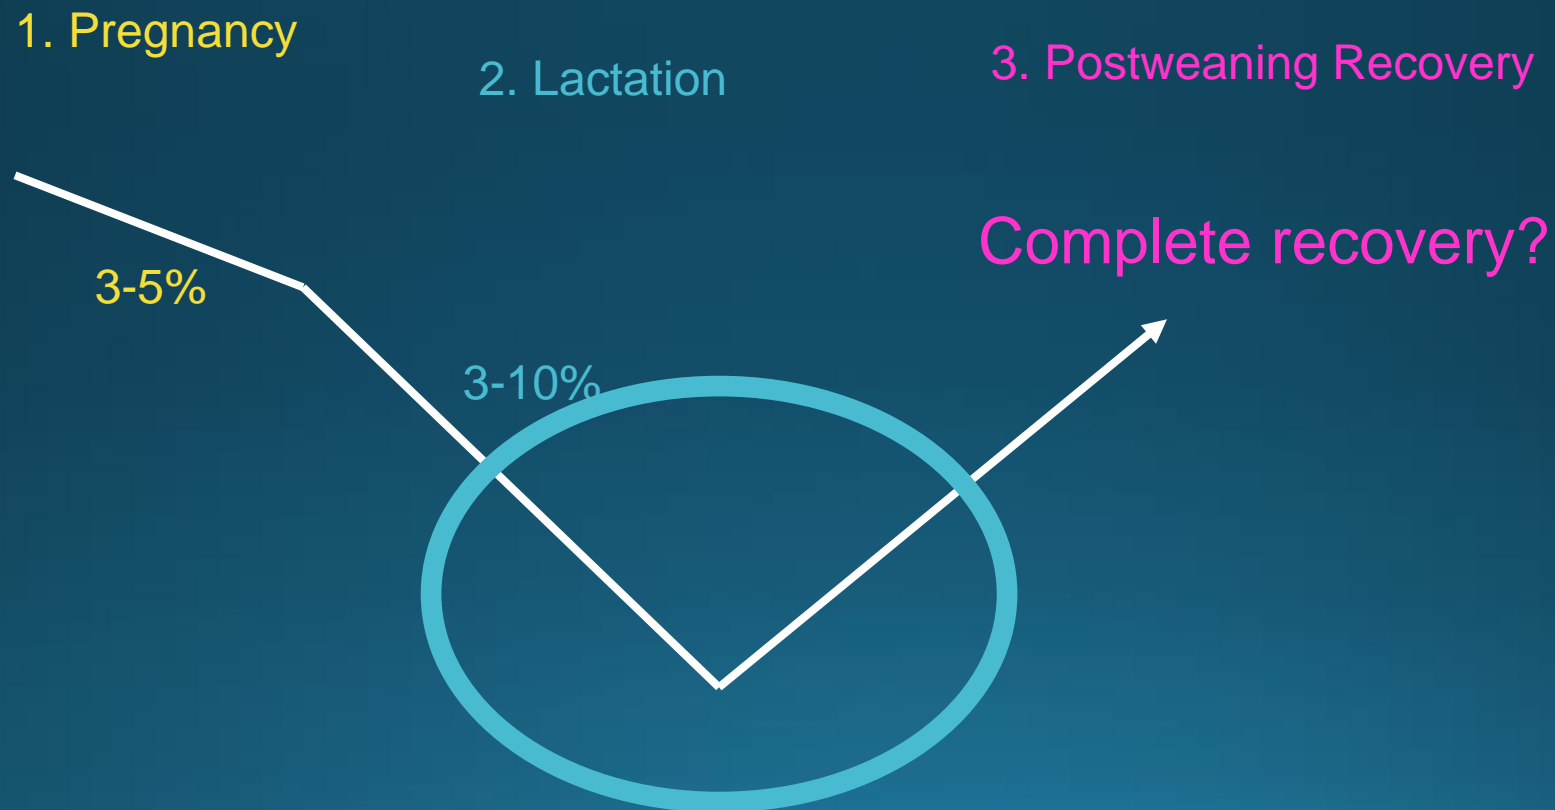 1. Pregnancy
2. Lactation
3. Postweaning Recovery
Complete recovery?
3-5%
3-10%